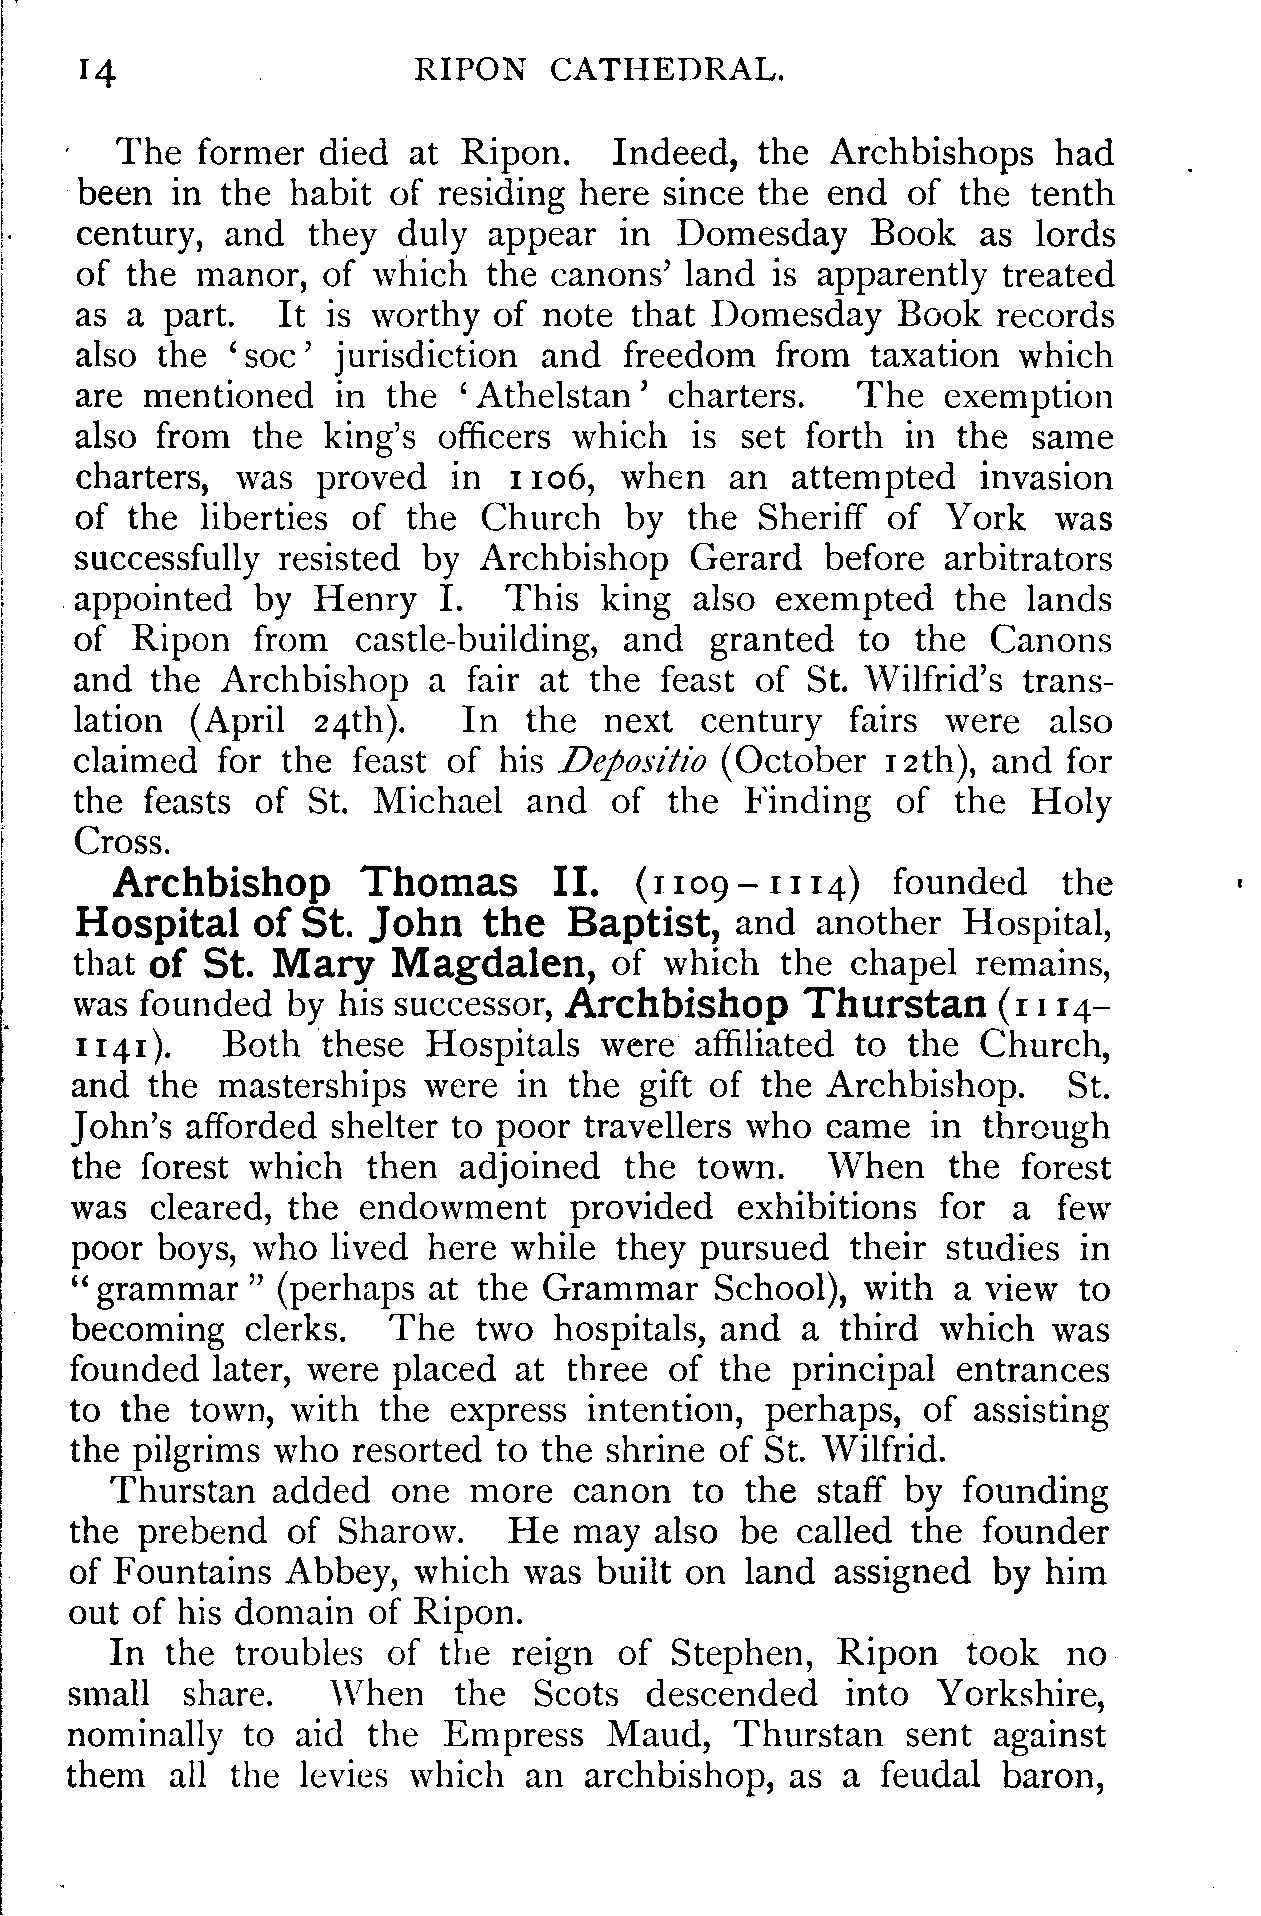 14 RIPON CATHEDRAL.
The former died at Ripon. Indeed, the Archbishops had
been in the habit of residing here since the end of the tenth
century, and they duly appear in Domesday Book as lords
of the manor, of which the canons' land is apparently treated
as a part. It is worthy of note that Domesday Book records
also the ‘soc’ jurisdiction and freedom from taxation which
are mentioned in the ‘Athelstan’ charters. The exemption
also from the king's officers which is set forth in the same
charters, was proved in 1106, when an attempted invasion
of the liberties of the Church by the Sheriff of York was
successfully resisted by Archbishop Gerard before arbitrators
appointed by Henry I. This king also exempted the lands
of Ripon from castle-building, and granted to the Canons
and the Archbishop a fair at the feast of St. Wilfrid's trans-
lation (April 24th). In the next century fairs were also
claimed for the feast of his Depositio (October 12th), and for
the feasts of St. Michael and of the Finding of the Holy
Cross.
Archbishop Thomas II. (1109–1114) founded the
Hospital of St. John the Baptist, and another Hospital,
that of St. Mary Magdalen, of which the chapel remains,
was founded by his successor, Archbishop Thurstan (1114–
1141). Both these Hospitals were affiliated to the Church,
and the masterships were in the gift of the Archbishop. St.
John's afforded shelter to poor travellers who came in through
the forest which then adjoined the town. When the forest
was cleared, the endowment provided exhibitions for a few
poor boys, who lived here while they pursued their studies in
“grammar” (perhaps at the Grammar School), with a view to
becoming clerks. The two hospitals, and a third which was
founded later, were placed at three of the principal entrances
to the town, with the express intention, perhaps, of assisting
the pilgrims who resorted to the shrine of St. Wilfrid.
Thurstan added one more canon to the staff by founding
the prebend of Sharow. He may also be called the founder
of Fountains Abbey, which was built on land assigned by him
out of his domain of Ripon.
In the troubles of the reign of Stephen, Ripon took no
small share. When the Scots descended into Yorkshire,
nominally to aid the Empress Maud, Thurstan sent against
them all the levies which an archbishop, as a feudal baron,